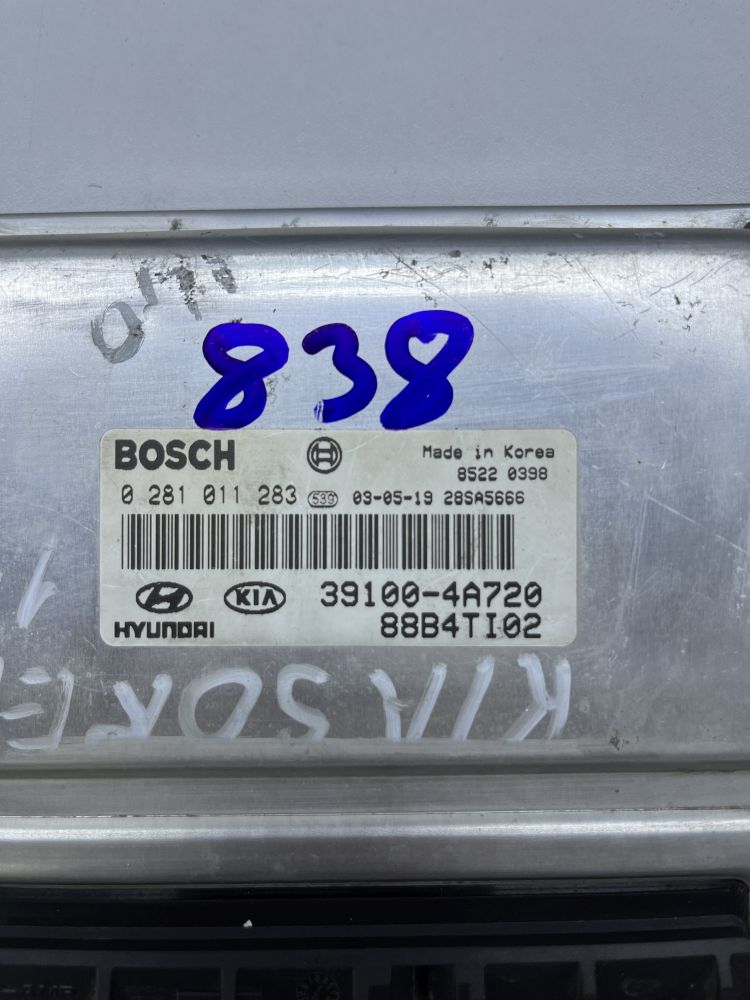 838
BOSCH
Made in Korea
8522 0398
0 281 011 283 539 09-05-19 28SA5666
HYUNDAI
KIA
39100-4A720
88B4TI02
KIA SORE